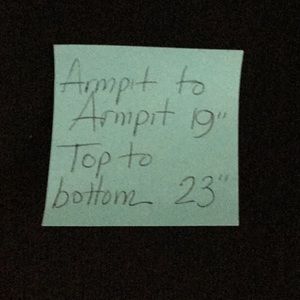 Armpit to
Armpit 19"
Top to
bottom 23"